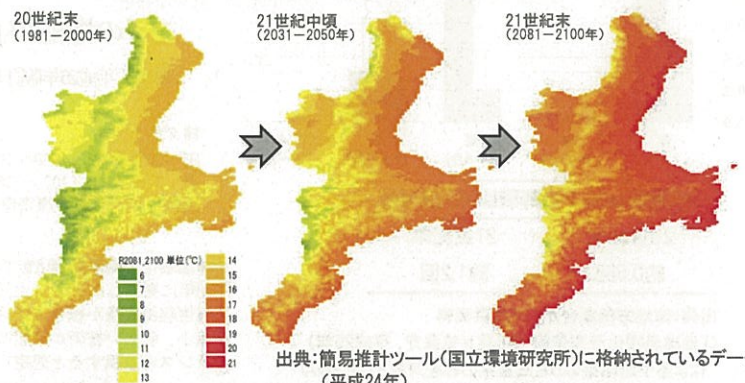 20世紀末
(1981－2000年)
21世紀中頃
(2031－2050年)
21世紀末
(2081－2100年)
R2081_2100 単位(℃)
6
7
8
9
10
11
12
13
14
15
16
17
18
19
20
21
出典:簡易推計ツール(国立環境研究所)に格納されているデー
(平成24年)